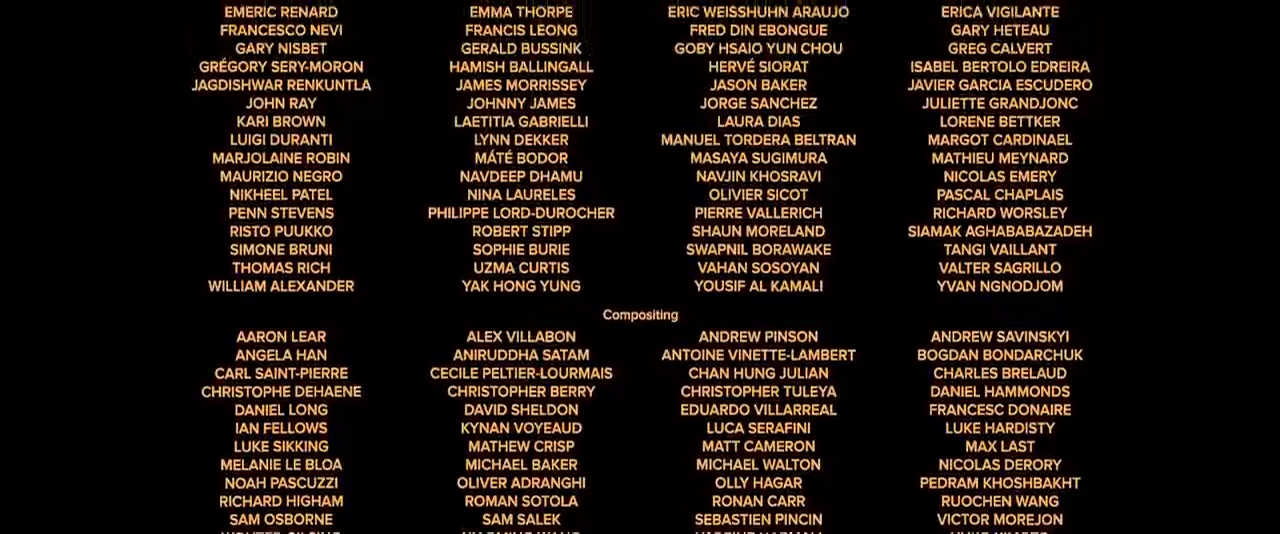 EMERIC RENARD EMMA THORPE ERIC WEISSHUHN ARAUJO ERICA VIGILANTE
FRANCESCO NEVI FRANCIS LEONG FRED DIN EBONGUE GARY HETEAU
GARY NISBET GERALD BUSSINK GOBY HSAIO YUN CHOU GREG CALVERT
GRÉGORY SERY-MORON HAMISH BALLINGALL HERVÉ SIORAT ISABEL BERTOLO EDREIRA
JAGDISHWAR RENKUNTLA JAMES MORRISSEY JASON BAKER JAVIER GARCIA ESCUDERO
JOHN RAY JOHNNY JAMES JORGE SANCHEZ JULIETTE GRANDJONC
KARI BROWN LAETITIA GABRIELLI LAURA DIAS LORENE BETTKER
LUIGI DURANTI LYNN DEKKER MANUEL TORDERA BELTRAN MARGOT CARDINAEL
MARJOLAINE ROBIN MÁTÉ BODOR MASAYA SUGIMURA MATHIEU MEYNARD
MAURIZIO NEGRO NAVDEEP DHAMU NAVJIN KHOSRAVI NICOLAS EMERY
NIKHEEL PATEL NINA LAURELES OLIVIER SICOT PASCAL CHAPLAIS
PENN STEVENS PHILIPPE LORD-DUROCHER PIERRE VALLERICH RICHARD WORSLEY
RISTO PUUKKO ROBERT STIPP SHAUN MORELAND SIAMAK AGHABABAZADEH
SIMONE BRUNI SOPHIE BURIE SWAPNIL BORAWAKE TANGI VAILLANT
THOMAS RICH UZMA CURTIS VAHAN SOSOYAN VALTER SAGRILLO
WILLIAM ALEXANDER YAK HONG YUNG YOUSIF AL KAMALI YVAN NGNODJOM
Compositing
AARON LEAR ALEX VILLABON ANDREW PINSON ANDREW SAVINSKYI
ANGELA HAN ANIRUDDHA SATAM ANTOINE VINETTE-LAMBERT BOGDAN BONDARCHUK
CARL SAINT-PIERRE CECILE PELTIER-LOURMAIS CHAN HUNG JULIAN CHARLES BRELAUD
CHRISTOPHE DEHAENE CHRISTOPHER BERRY CHRISTOPHER TULEYA DANIEL HAMMONDS
DANIEL LONG DAVID SHELDON EDUARDO VILLARREAL FRANCESC DONAIRE
IAN FELLOWS KYNAN VOYEAUD LUCA SERAFINI LUKE HARDISTY
LUKE SIKKING MATHEW CRISP MATT CAMERON MAX LAST
MELANIE LE BLOA MICHAEL BAKER MICHAEL WALTON NICOLAS DERORY
NOAH PASCUZZI OLIVER ADRANGHI OLLY HAGAR PEDRAM KHOSHBAKHT
RICHARD HIGHAM ROMAN SOTOLA RONAN CARR RUOCHEN WANG
SAM OSBORNE SAM SALEK SEBASTIEN PINCIN VICTOR MOREJON